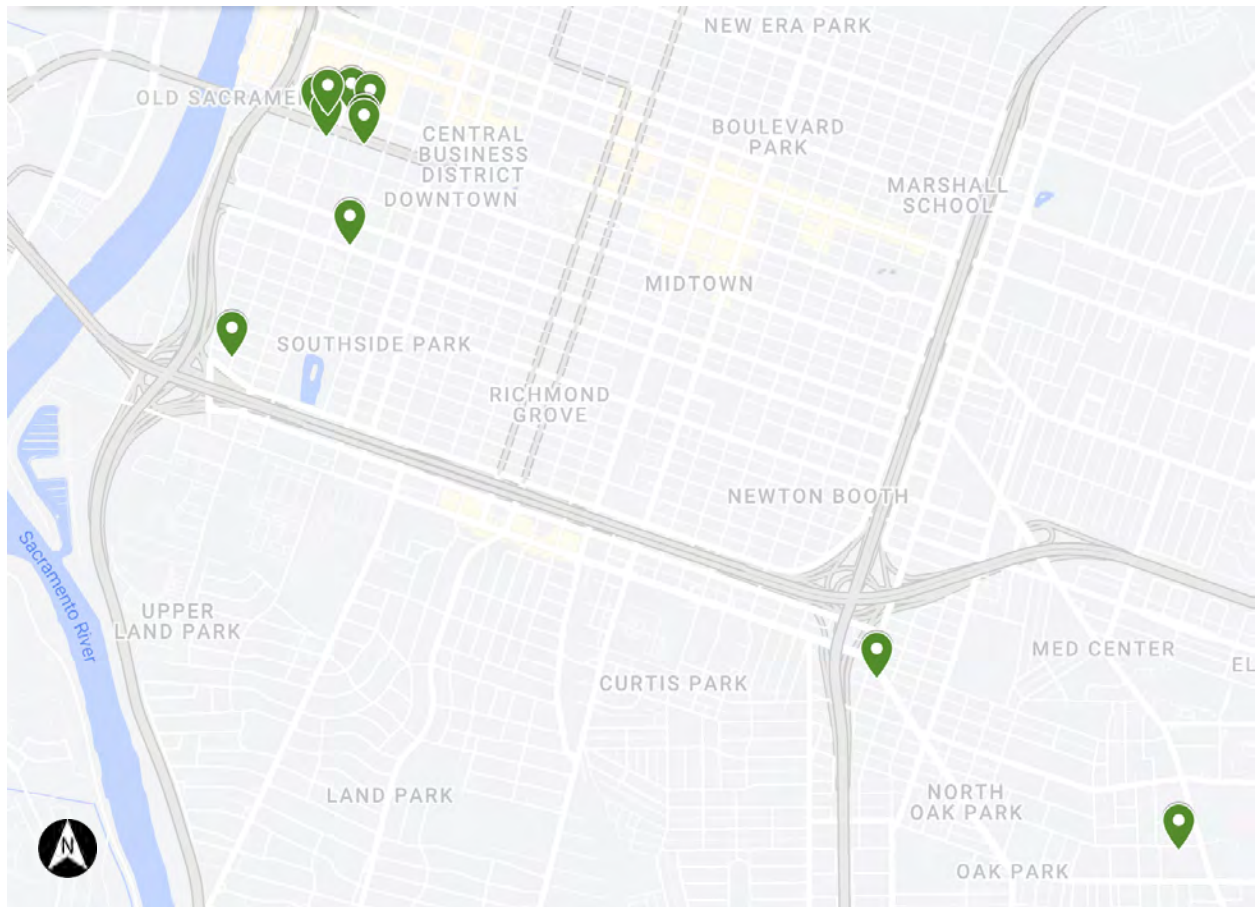 NEW ERA PARK
OLD SACRAME
CENTRAL
BUSINESS
DISTRICT
BOULEVARD
PARK
DOWNTOWN
MARSHALL
SCHOOL
MIDTOWN
SOUTHSIDE PARK
RICHMOND
GROVE
NEWTON BOOTH
Sacramento River
UPPER
LAND PARK
MED CENTER
EL
CURTIS PARK
LAND PARK
NORTH
OAK PARK
N
OAK PARK